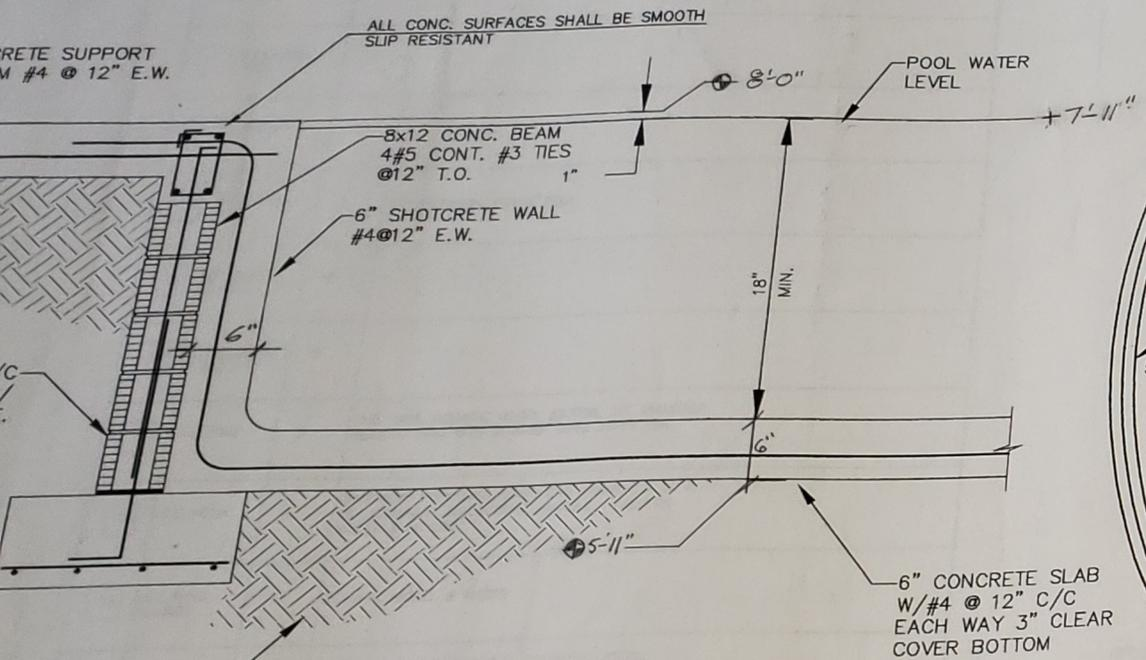 ALL CONC. SURFACES SHALL BE SMOOTH
SLIP RESISTANT
CRETE SUPPORT
#4 @ 12" E.W.
8'-0"
POOL WATER
LEVEL
+7'-11"
8x12 CONC. BEAM
4#5 CONT. #3 TIES
@12" T.O.
1"
6" SHOTCRETE WALL
#4@12" E.W.
18"
MIN.
6"
/C
6"
5'-11"
6" CONCRETE SLAB
W/#4 @ 12" C/C
EACH WAY 3" CLEAR
COVER BOTTOM